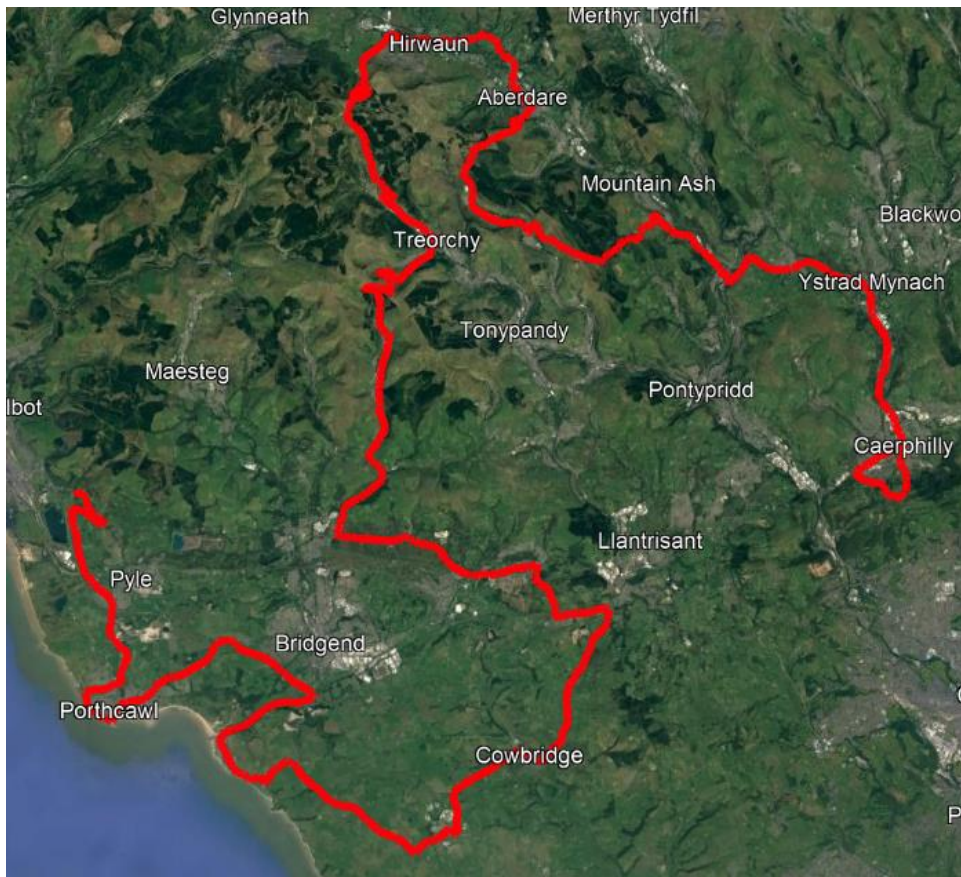 Glynneath
Merthyr Tydfil
Hirwaun
Aberdare
Mountain Ash
Blackwo
Treorchy
Ystrad Mynach
Tonypandy
Maesteg
Pontypridd
lbot
Caerphilly
Llantrisant
Pyle
Bridgend
Porthcawl
Cowbridge
P